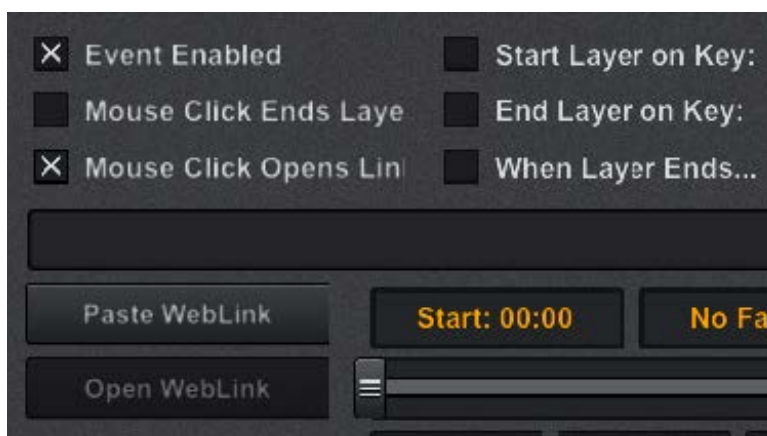 Event Enabled
Start Layer on Key:
Mouse Click Ends Laye
End Layer on Key:
Mouse Click Opens Lin
When Layer Ends...
Paste WebLink
Start: 00:00
No Fa
Open WebLink